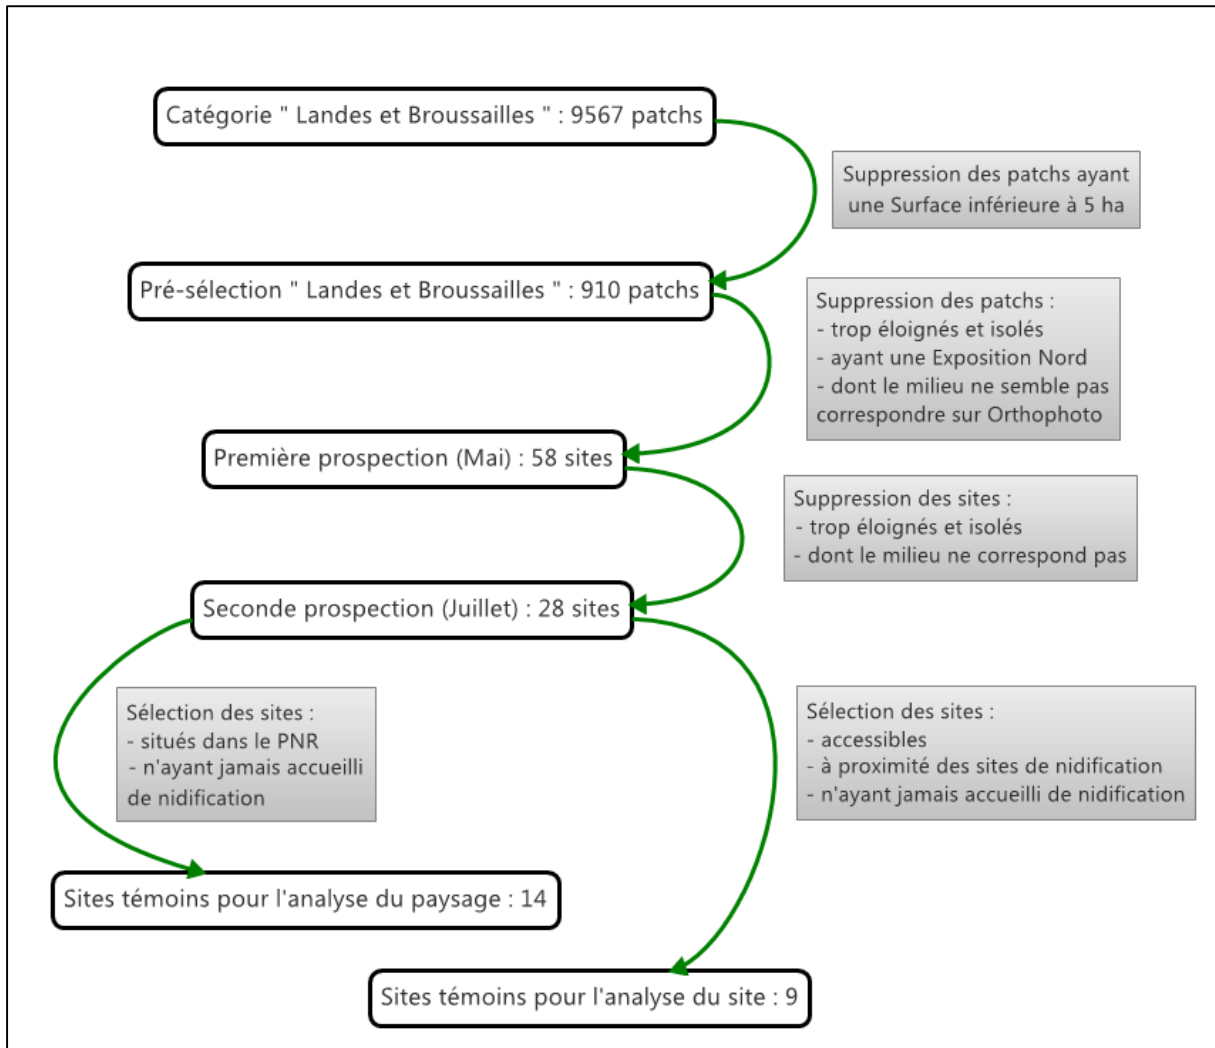 Catégorie " Landes et Broussailles " : 9567 patchs
Suppression des patchs ayant
une Surface inférieure à 5 ha
Pré-sélection " Landes et Broussailles " : 910 patchs
Suppression des patchs :
- trop éloignés et isolés
- ayant une Exposition Nord
- dont le milieu ne semble pas
correspondre sur Orthophoto
Première prospection (Mai) : 58 sites
Suppression des sites :
- trop éloignés et isolés
- dont le milieu ne correspond pas
Seconde prospection (Juillet) : 28 sites
Sélection des sites :
- situés dans le PNR
- n'ayant jamais accueilli
de nidification
Sélection des sites :
- accessibles
- à proximité des sites de nidification
- n'ayant jamais accueilli de nidification
Sites témoins pour l'analyse du paysage : 14
Sites témoins pour l'analyse du site : 9